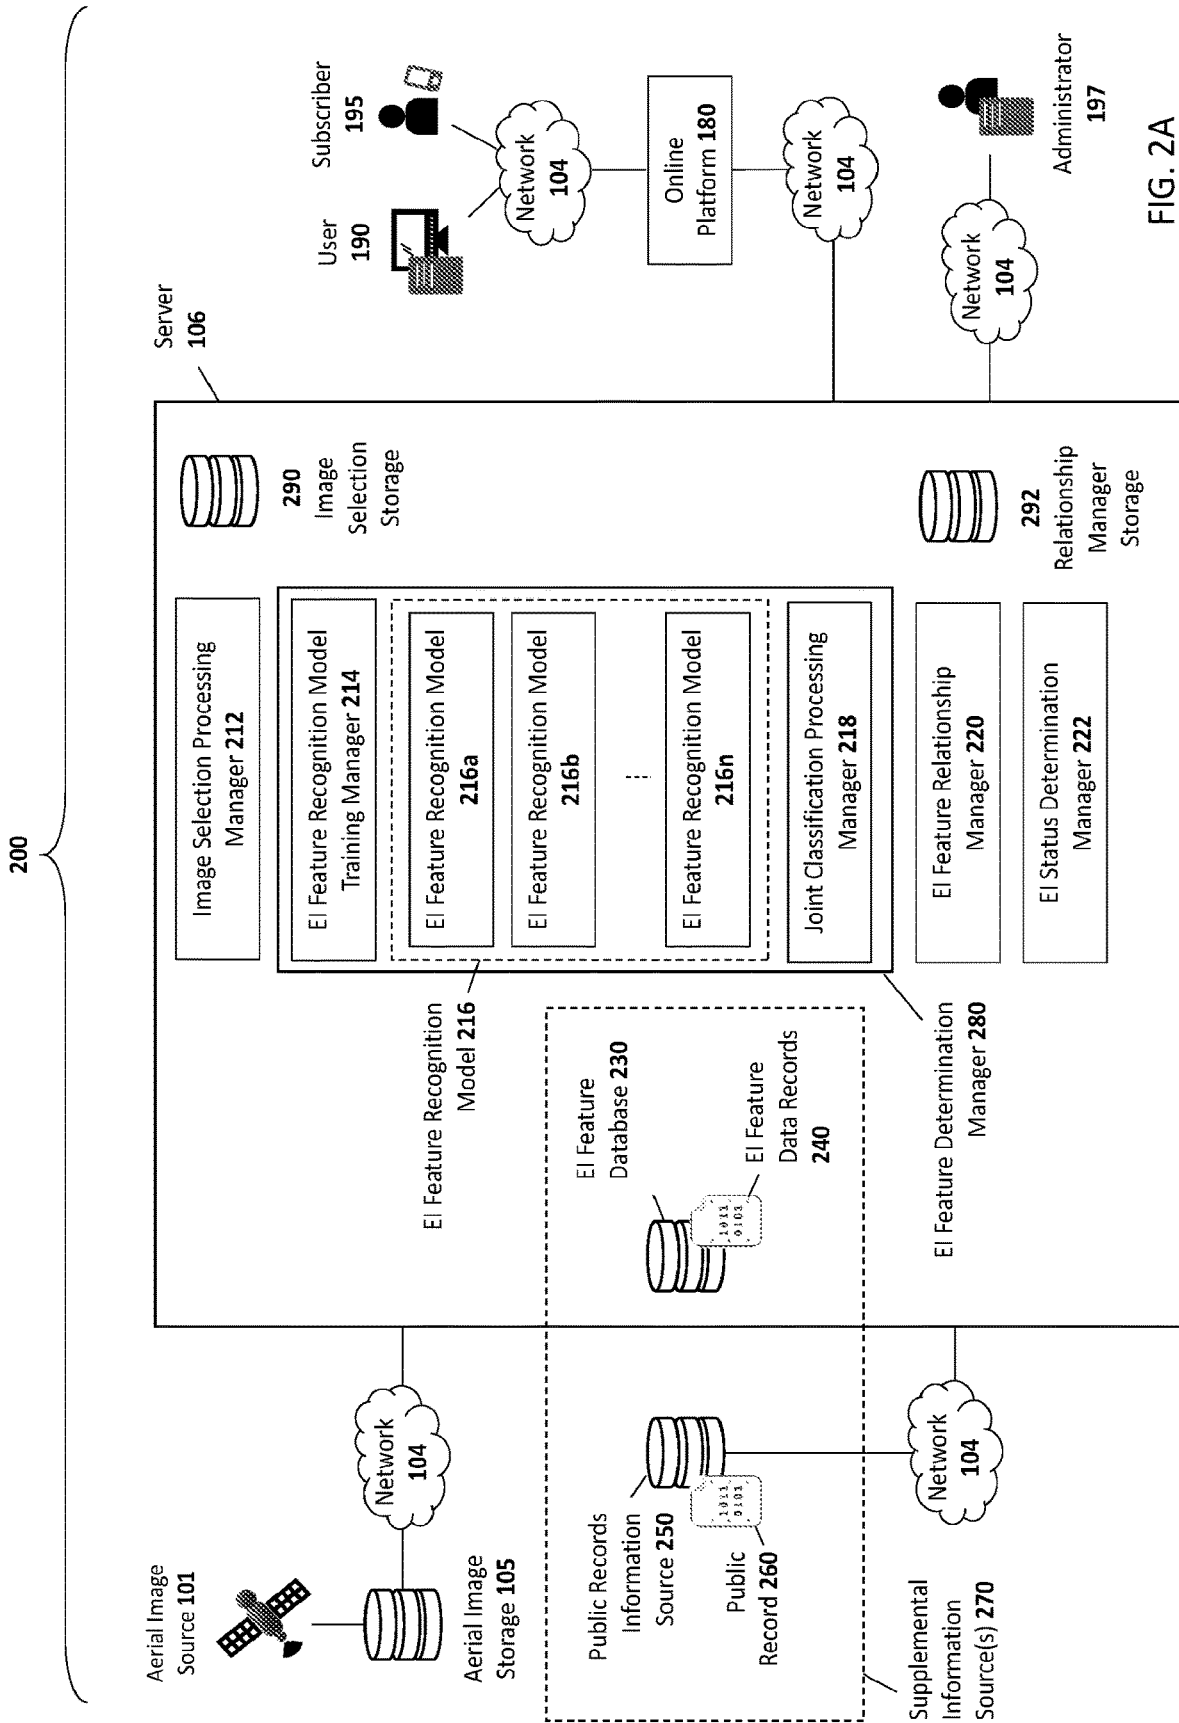 200
Aerial Image
Source 101
Aerial Image
Storage 105
Network
104
Public Records
Information
Source 250
Public
Record 260
1011
0101
Supplemental
Information
Source(s) 270
Network
104
Server
106
EI Feature Recognition
Model 216
EI Feature
Database 230
1011
0101
EI Feature
Data Records
240
EI Feature Determination
Manager 280
Image Selection Processing
Manager 212
EI Feature Recognition Model
Training Manager 214
EI Feature Recognition Model
216a
EI Feature Recognition Model
216b
EI Feature Recognition Model
216n
Joint Classification Processing
Manager 218
EI Feature Relationship
Manager 220
EI Status Determination
Manager 222
290
Image
Selection
Storage
292
Relationship
Manager
Storage
User
190
Subscriber
195
Network
104
Online
Platform 180
Network
104
Network
104
Administrator
197
FIG. 2A